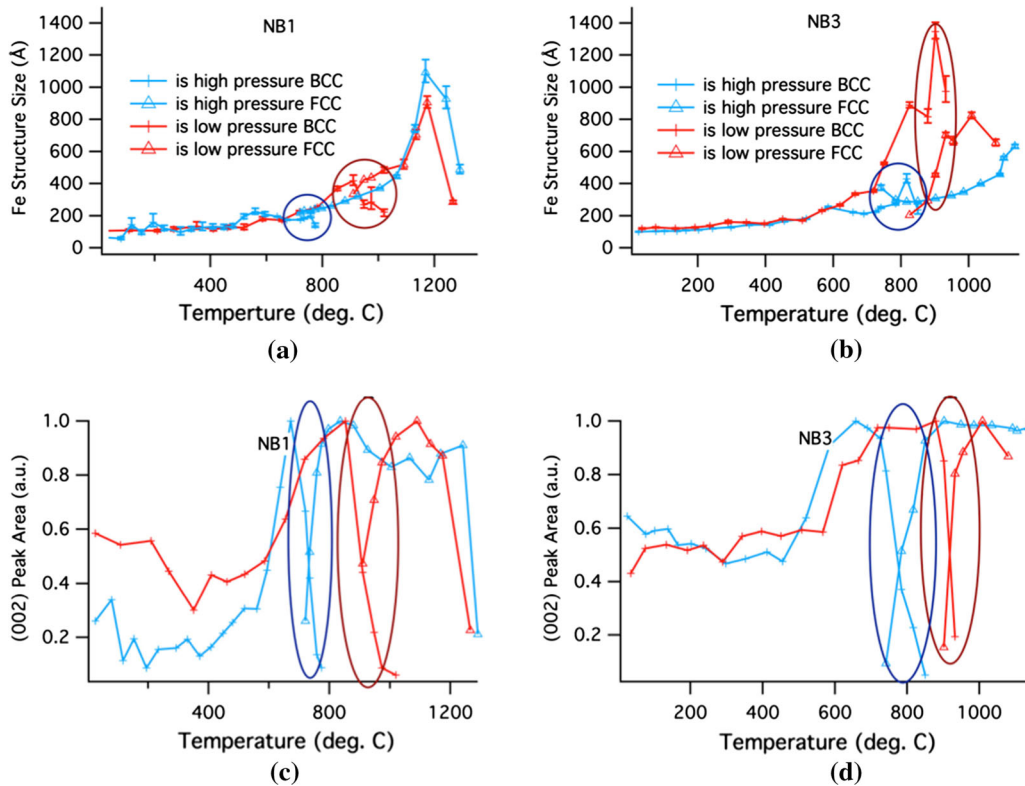 NB1
Fe Structure Size (Å)
1400
1200
1000
800
600
400
200
0
is high pressure BCC
is high pressure FCC
is low pressure BCC
is low pressure FCC
400 800 1200
Temperture (deg. C)
(a)
NB3
Fe Structure Size (Å)
1400
1200
1000
800
600
400
200
0
is high pressure BCC
is high pressure FCC
is low pressure BCC
is low pressure FCC
200 400 600 800 1000
Temperature (deg. C)
(b)
NB1
(002) Peak Area (a.u.)
1.0
0.8
0.6
0.4
0.2
400 800 1200
Temperature (deg. C)
(c)
NB3
(002) Peak Area (a.u.)
1.0
0.8
0.6
0.4
0.2
200 400 600 800 1000
Temperature (deg. C)
(d)